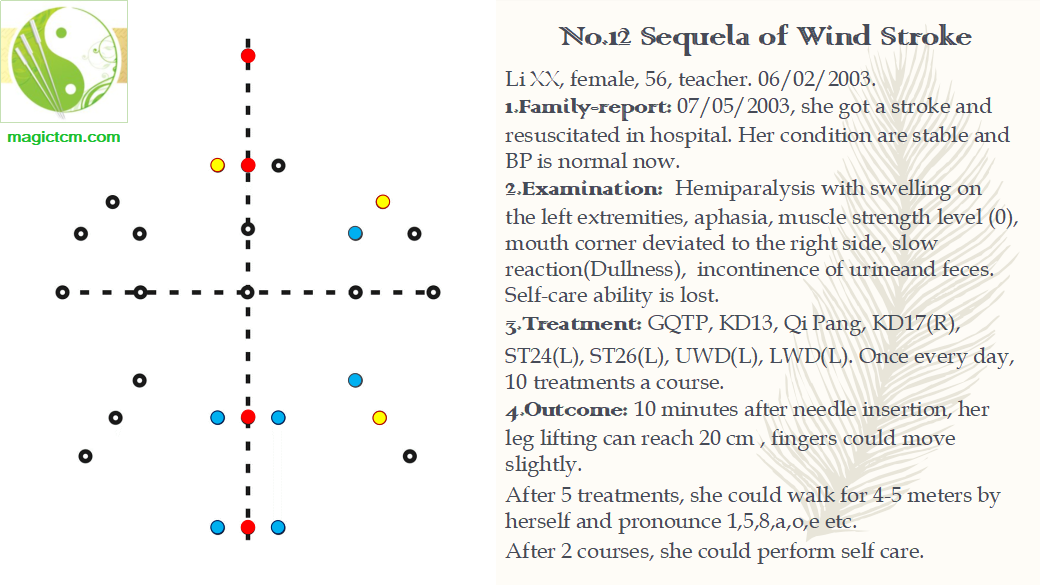 magictcm.com
No.12 Sequela of Wind Stroke
Li XX, female, 56, teacher. 06/02/2003.
1.Family-report: 07/05/2003, she got a stroke and
resuscitated in hospital. Her condition are stable and
BP is normal now.
2.Examination: Hemiparalysis with swelling on
the left extremities, aphasia, muscle strength level (0),
mouth corner deviated to the right side, slow
reaction(Dullness), incontinence of urineand feces.
Self-care ability is lost.
3.Treatment: GQTP, KD13, Qi Pang, KD17(R),
ST24(L), ST26(L), UWD(L), LWD(L). Once every day,
10 treatments a course.
4.Outcome: 10 minutes after needle insertion, her
leg lifting can reach 20 cm , fingers could move
slightly.
After 5 treatments, she could walk for 4-5 meters by
herself and pronounce 1,5,8,a,o,e etc.
After 2 courses, she could perform self care.